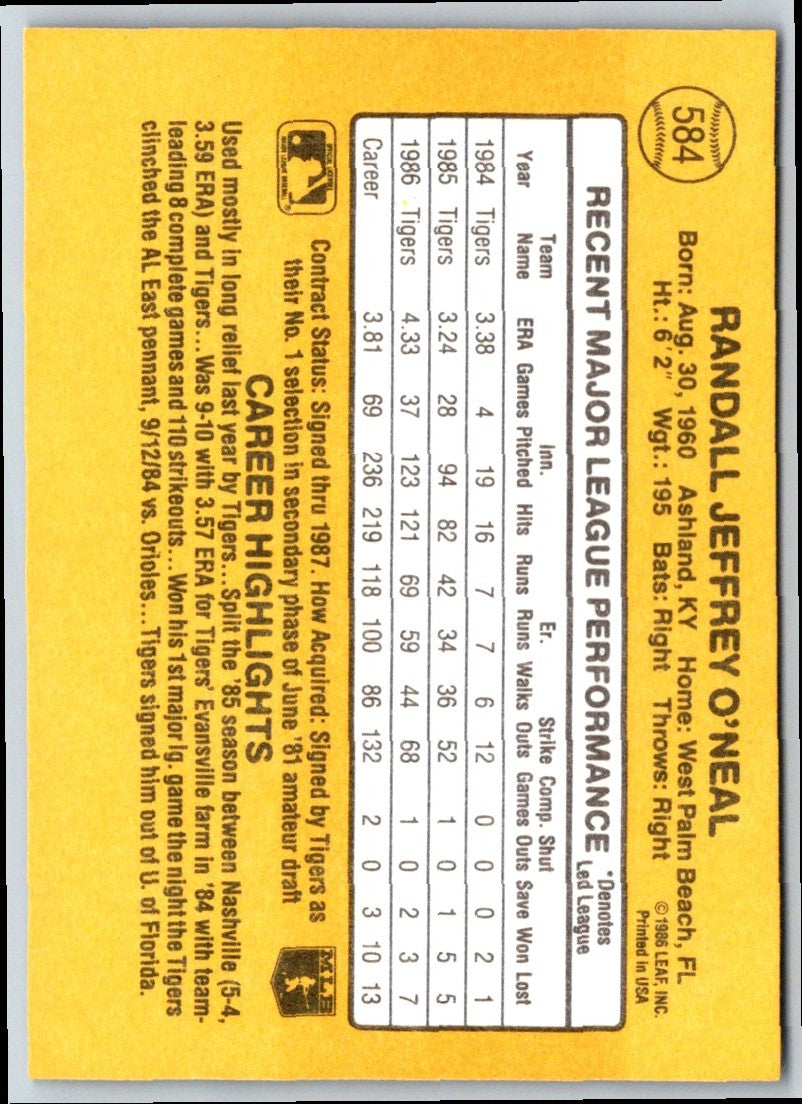 584
RANDALL JEFFREY O'NEAL
Born: Aug. 30, 1960 Ashland, KY Home: West Palm Beach, FL
Ht.: 6'2" Wgt.: 195 Bats: Right Throws: Right
©1986 LEAF, INC.
Printed in USA
RECENT MAJOR LEAGUE PERFORMANCE *Denotes
Led League
Team Inn. Er. Strike Comp. Shut
Year Name ERA Games Pitched Hits Runs Runs Walks Outs Games Outs Save Won Lost
1984 Tigers 3.38 4 19 16 7 7 6 12 0 0 0 2 1
1985 Tigers 3.24 28 94 82 42 34 36 52 1 0 1 5 5
1986 Tigers 4.33 37 123 121 69 59 44 68 1 0 2 3 7
Career 3.81 69 236 219 118 100 86 132 2 0 3 10 13
Contract Status: Signed thru 1987. How Acquired: Signed by Tigers as
their No. 1 selection in secondary phase of June '81 amateur draft
MLB
CAREER HIGHLIGHTS
Used mostly in long relief last year by Tigers...Split the '85 season between Nashville (5-4,
3.59 ERA) and Tigers...Was 9-10 with 3.57 ERA for Tigers' Evansville farm in '84 with team-
leading 8 complete games and 110 strikeouts...Won his 1st major lg. game the night the Tigers
clinched the AL East pennant, 9/12/84 vs. Orioles...Tigers signed him out of U. of Florida.